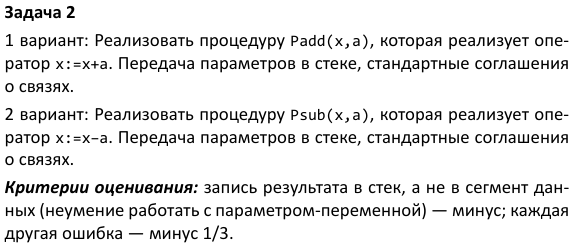 Задача 2
1 вариант: Реализовать процедуру Padd(x,a), которая реализует опе-
ратор x:=x+a. Передача параметров в стеке, стандартные соглашения
о связях.
2 вариант: Реализовать процедуру Psub(x,a), которая реализует опе-
ратор x:=x–a. Передача параметров в стеке, стандартные соглашения
о связях.
Критерии оценивания: запись результата в стек, а не в сегмент дан-
ных (неумение работать с параметром-переменной) — минус; каждая
другая ошибка — минус 1/3.